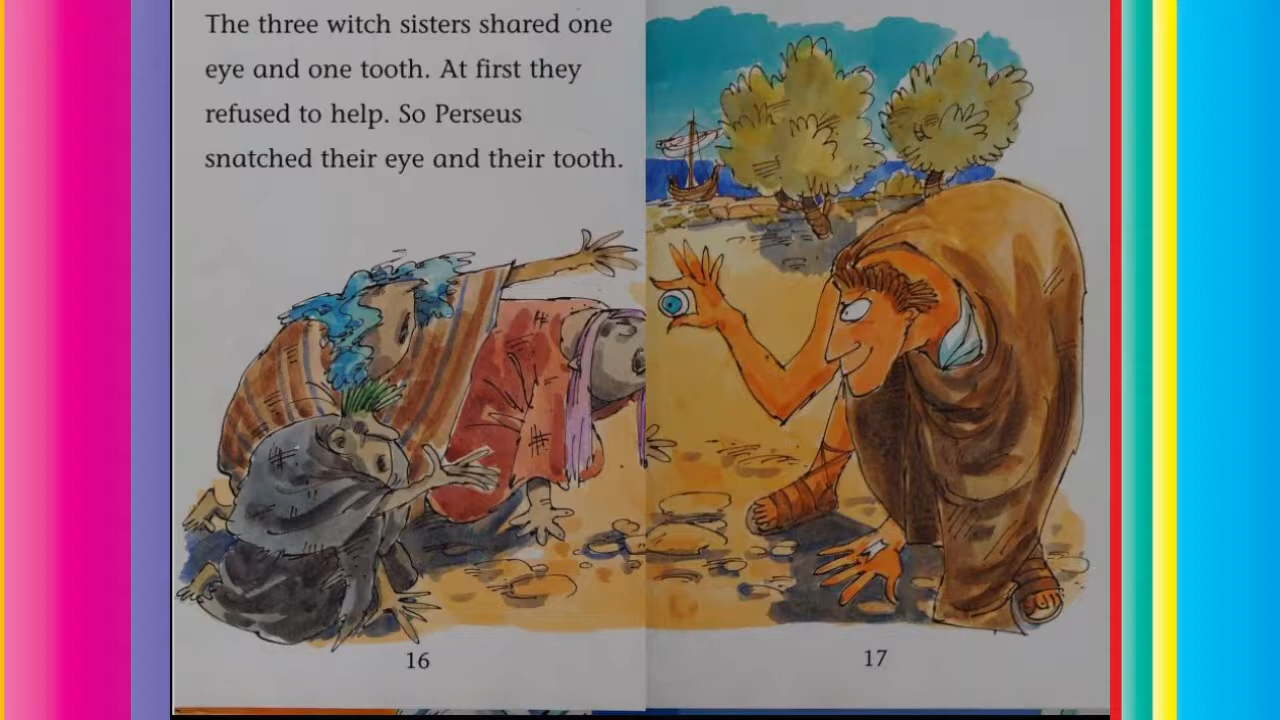 The three witch sisters shared one
eye and one tooth. At first they
refused to help. So Perseus
snatched their eye and their tooth.
16
17